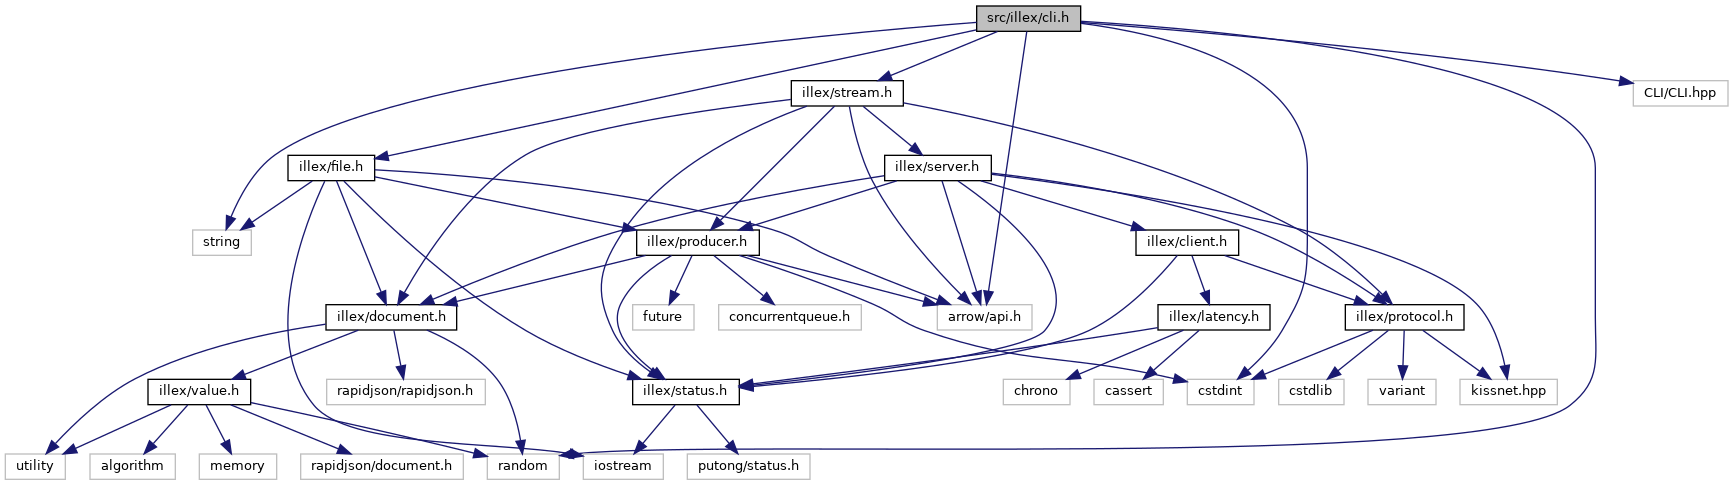 src/illex/cli.h
illex/stream.h
CLI/CLI.hpp
illex/file.h
illex/server.h
string
illex/producer.h
illex/client.h
illex/document.h
future
concurrentqueue.h
arrow/api.h
illex/latency.h
illex/protocol.h
illex/value.h
rapidjson/rapidjson.h
illex/status.h
chrono
cassert
cstdint
cstdlib
variant
kissnet.hpp
utility
algorithm
memory
rapidjson/document.h
random
iostream
putong/status.h